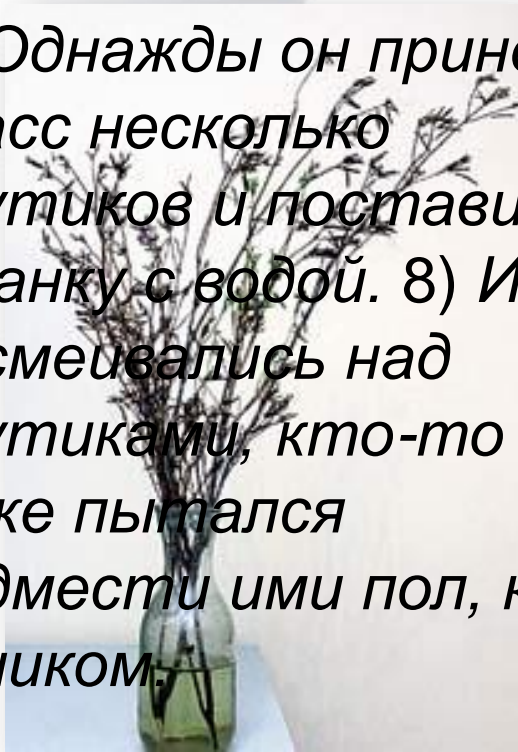 Однажды он прин
сс несколько
утиков и постави
анку с водой. 8) И
смеивались над
утиками, кто-то
же пытался
дмести ими пол, к
иком.